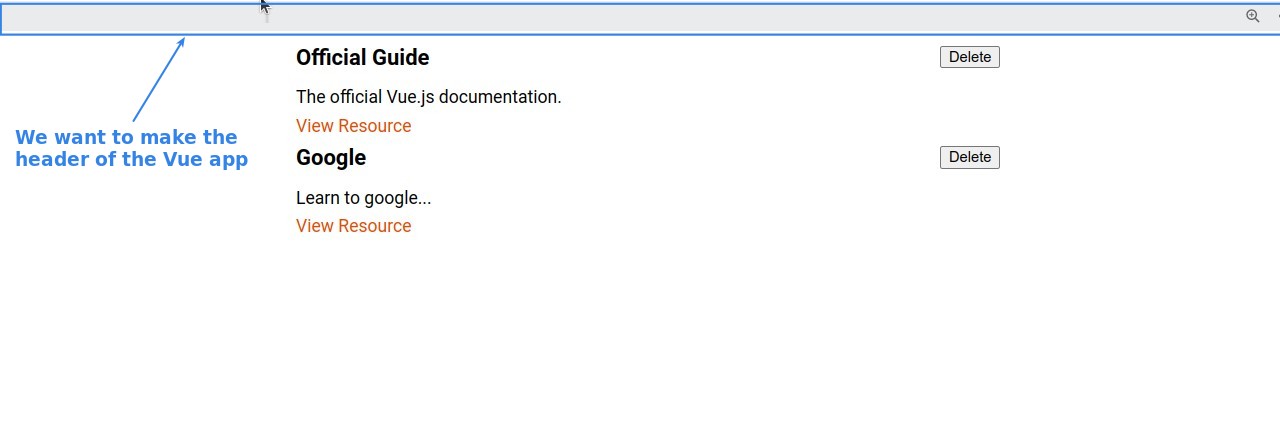 Official Guide
Delete
The official Vue.js documentation.
View Resource
We want to make the
header of the Vue app
Google
Delete
Learn to google...
View Resource